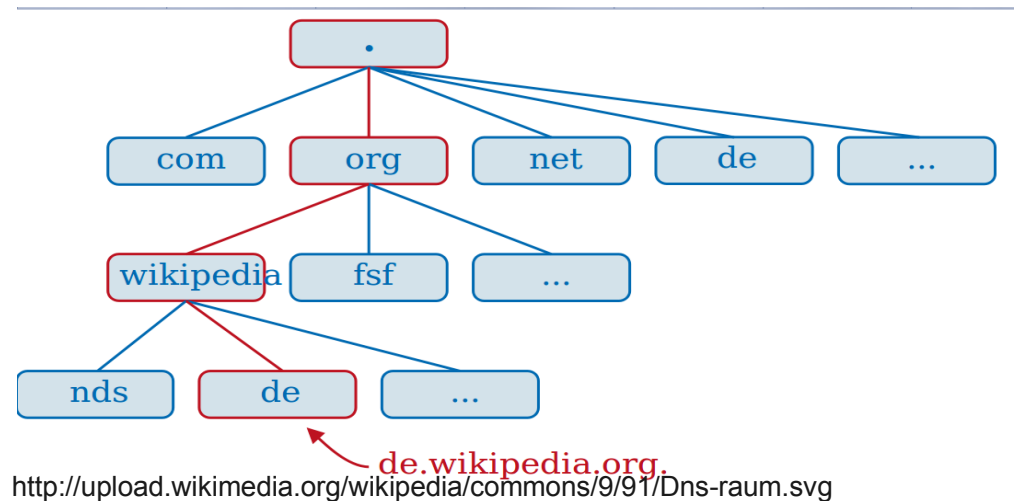 .
com org net de ...
wikipedia fsf ...
nds de ...
de.wikipedia.org.
http://upload.wikimedia.org/wikipedia/commons/9/91/Dns-raum.svg